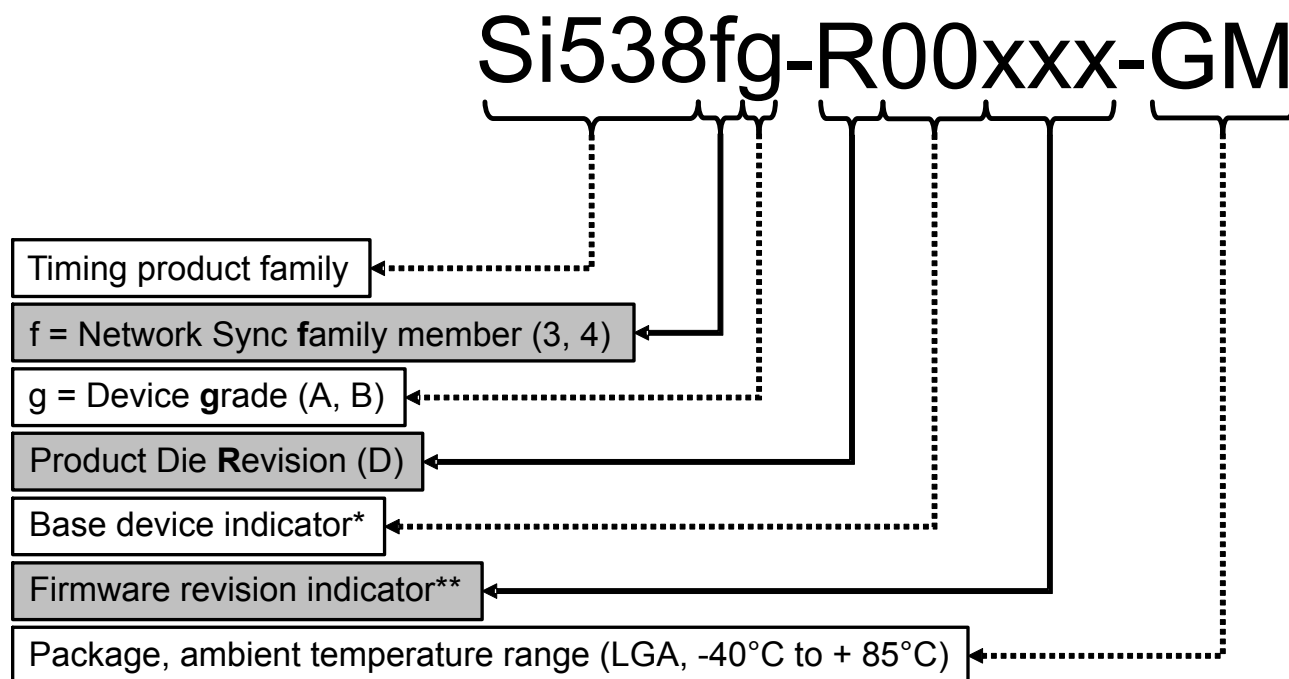 Si538fg-R00xxx-GM
Timing product family
f = Network Sync family member (3, 4)
g = Device grade (A, B)
Product Die Revision (D)
Base device indicator*
Firmware revision indicator**
Package, ambient temperature range (LGA, -40°C to + 85°C)